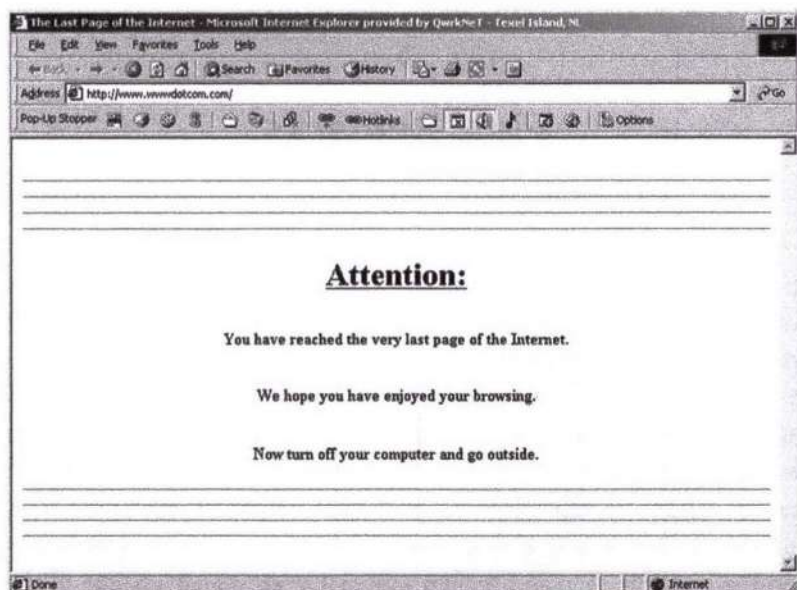 The Last Page of the Internet - Microsoft Internet Explorer provided by QwrkNeT - Texel Island, NL
File Edit View Favorites Tools Help
Back Search Favorites History
Address http://www.wwwdotcom.com/ Go
Pop-Up Stopper Hotlinks Options
Attention:
You have reached the very last page of the Internet.
We hope you have enjoyed your browsing.
Now turn off your computer and go outside.
Done Internet